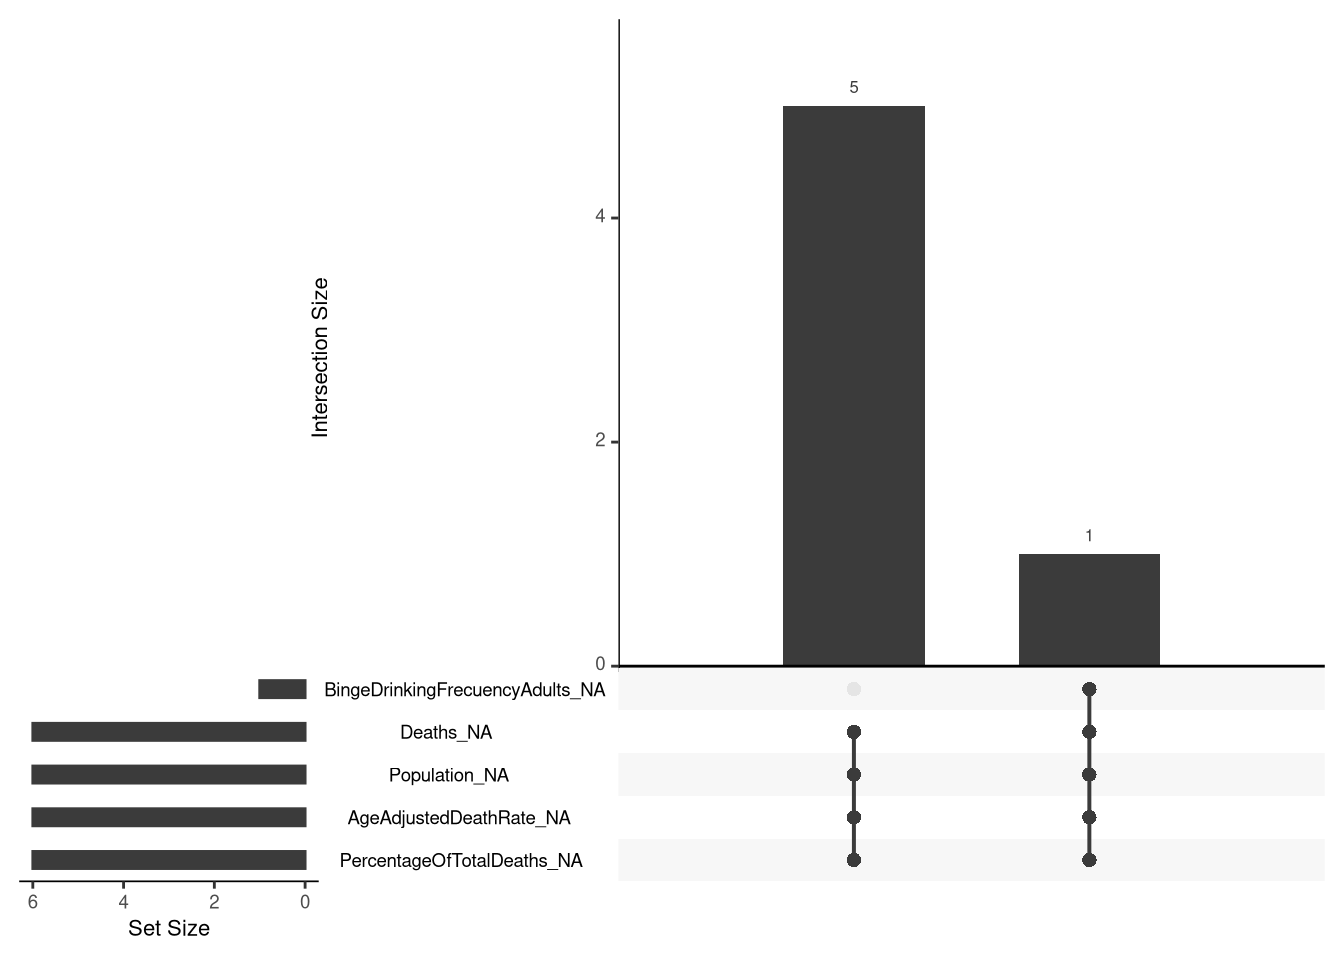 5
4
Intersection Size
2
1
0
BingeDrinkingFrecuencyAdults_NA
Deaths_NA
Population_NA
AgeAdjustedDeathRate_NA
PercentageOfTotalDeaths_NA
6 4 2 0
Set Size